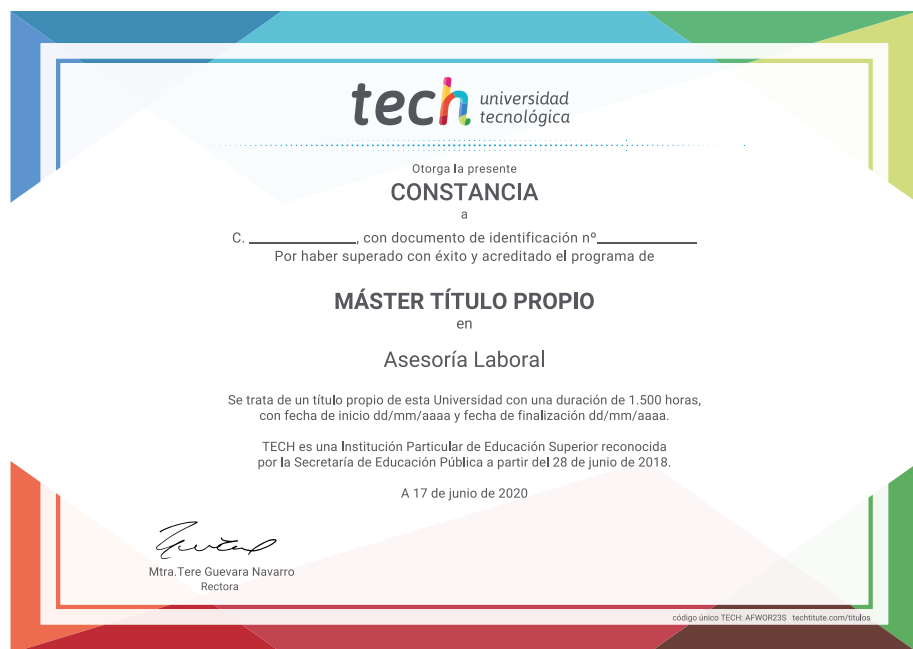 tech universidad
tecnológica
Otorga la presente
CONSTANCIA
a
C. ____________, con documento de identificación nº___________
Por haber superado con éxito y acreditado el programa de
MÁSTER TÍTULO PROPIO
en
Asesoría Laboral
Se trata de un título propio de esta Universidad con una duración de 1.500 horas,
con fecha de inicio dd/mm/aaaa y fecha de finalización dd/mm/aaaa.
TECH es una Institución Particular de Educación Superior reconocida
por la Secretaría de Educación Pública a partir del 28 de junio de 2018.
A 17 de junio de 2020
Mtra.Tere Guevara Navarro
Rectora
código único TECH: AFWOR23S techtitute.com/titulos